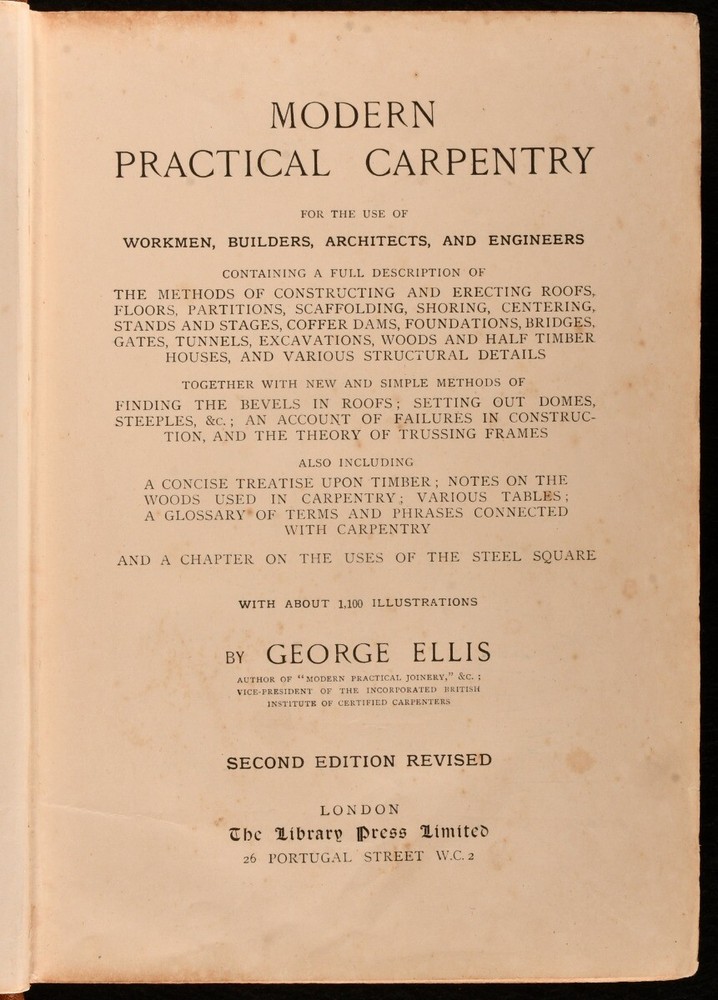 MODERN
PRACTICAL CARPENTRY
FOR THE USE OF
WORKMEN, BUILDERS, ARCHITECTS, AND ENGINEERS
CONTAINING A FULL DESCRIPTION OF
THE METHODS OF CONSTRUCTING AND ERECTING ROOFS,
FLOORS, PARTITIONS, SCAFFOLDING, SHORING, CENTERING,
STANDS AND STAGES, COFFER DAMS, FOUNDATIONS, BRIDGES,
GATES, TUNNELS, EXCAVATIONS, WOODS AND HALF TIMBER
HOUSES, AND VARIOUS STRUCTURAL DETAILS
TOGETHER WITH NEW AND SIMPLE METHODS OF
FINDING THE BEVELS IN ROOFS; SETTING OUT DOMES,
STEEPLES, &c.; AN ACCOUNT OF FAILURES IN CONSTRUC-
TION, AND THE THEORY OF TRUSSING FRAMES
ALSO INCLUDING
A CONCISE TREATISE UPON TIMBER; NOTES ON THE
WOODS USED IN CARPENTRY; VARIOUS TABLES;
A GLOSSARY OF TERMS AND PHRASES CONNECTED
WITH CARPENTRY
AND A CHAPTER ON THE USES OF THE STEEL SQUARE
WITH ABOUT 1,100 ILLUSTRATIONS
BY GEORGE ELLIS
AUTHOR OF "MODERN PRACTICAL JOINERY," &C.;
VICE-PRESIDENT OF THE INCORPORATED BRITISH
INSTITUTE OF CERTIFIED CARPENTERS
SECOND EDITION REVISED
LONDON
The Library Press Limited
26 PORTUGAL STREET W.C. 2